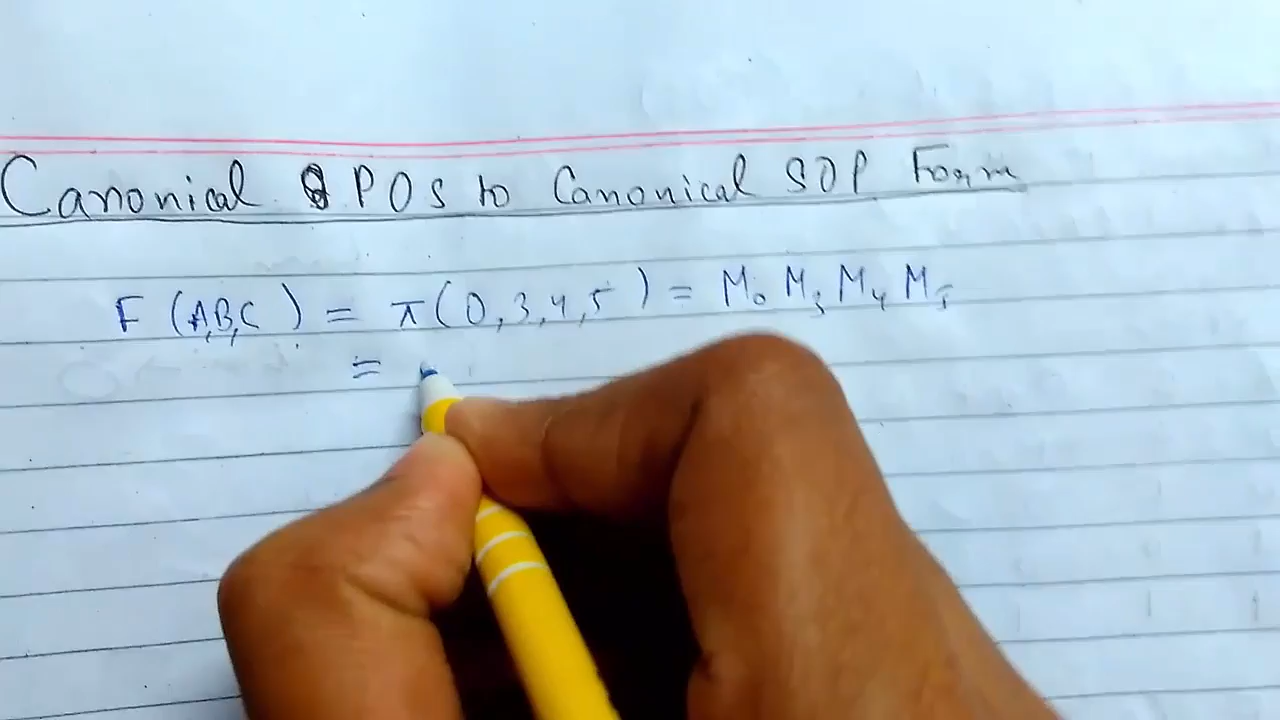 Canonical POS to Canonical SOP Form
F (A,B,C) = π(0,3,4,5) = M₀ M₃ M₄ M₅
=